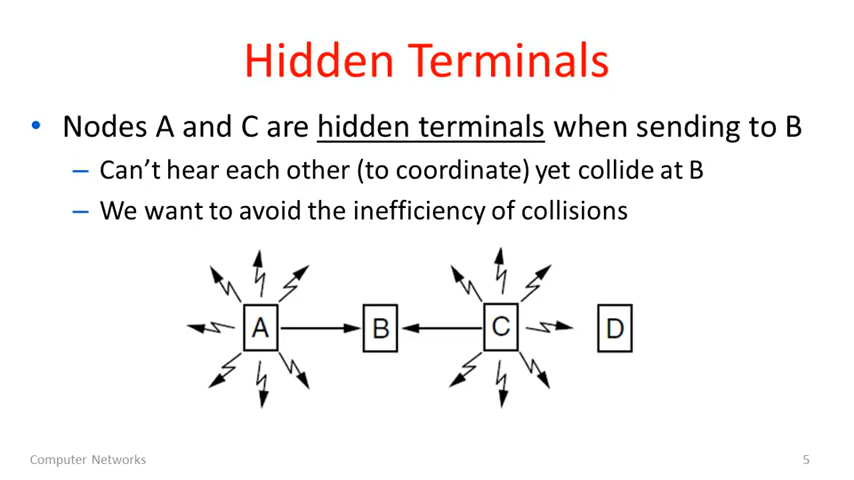 Hidden Terminals
• Nodes A and C are hidden terminals when sending to B
– Can't hear each other (to coordinate) yet collide at B
– We want to avoid the inefficiency of collisions
A B C D
Computer Networks 5